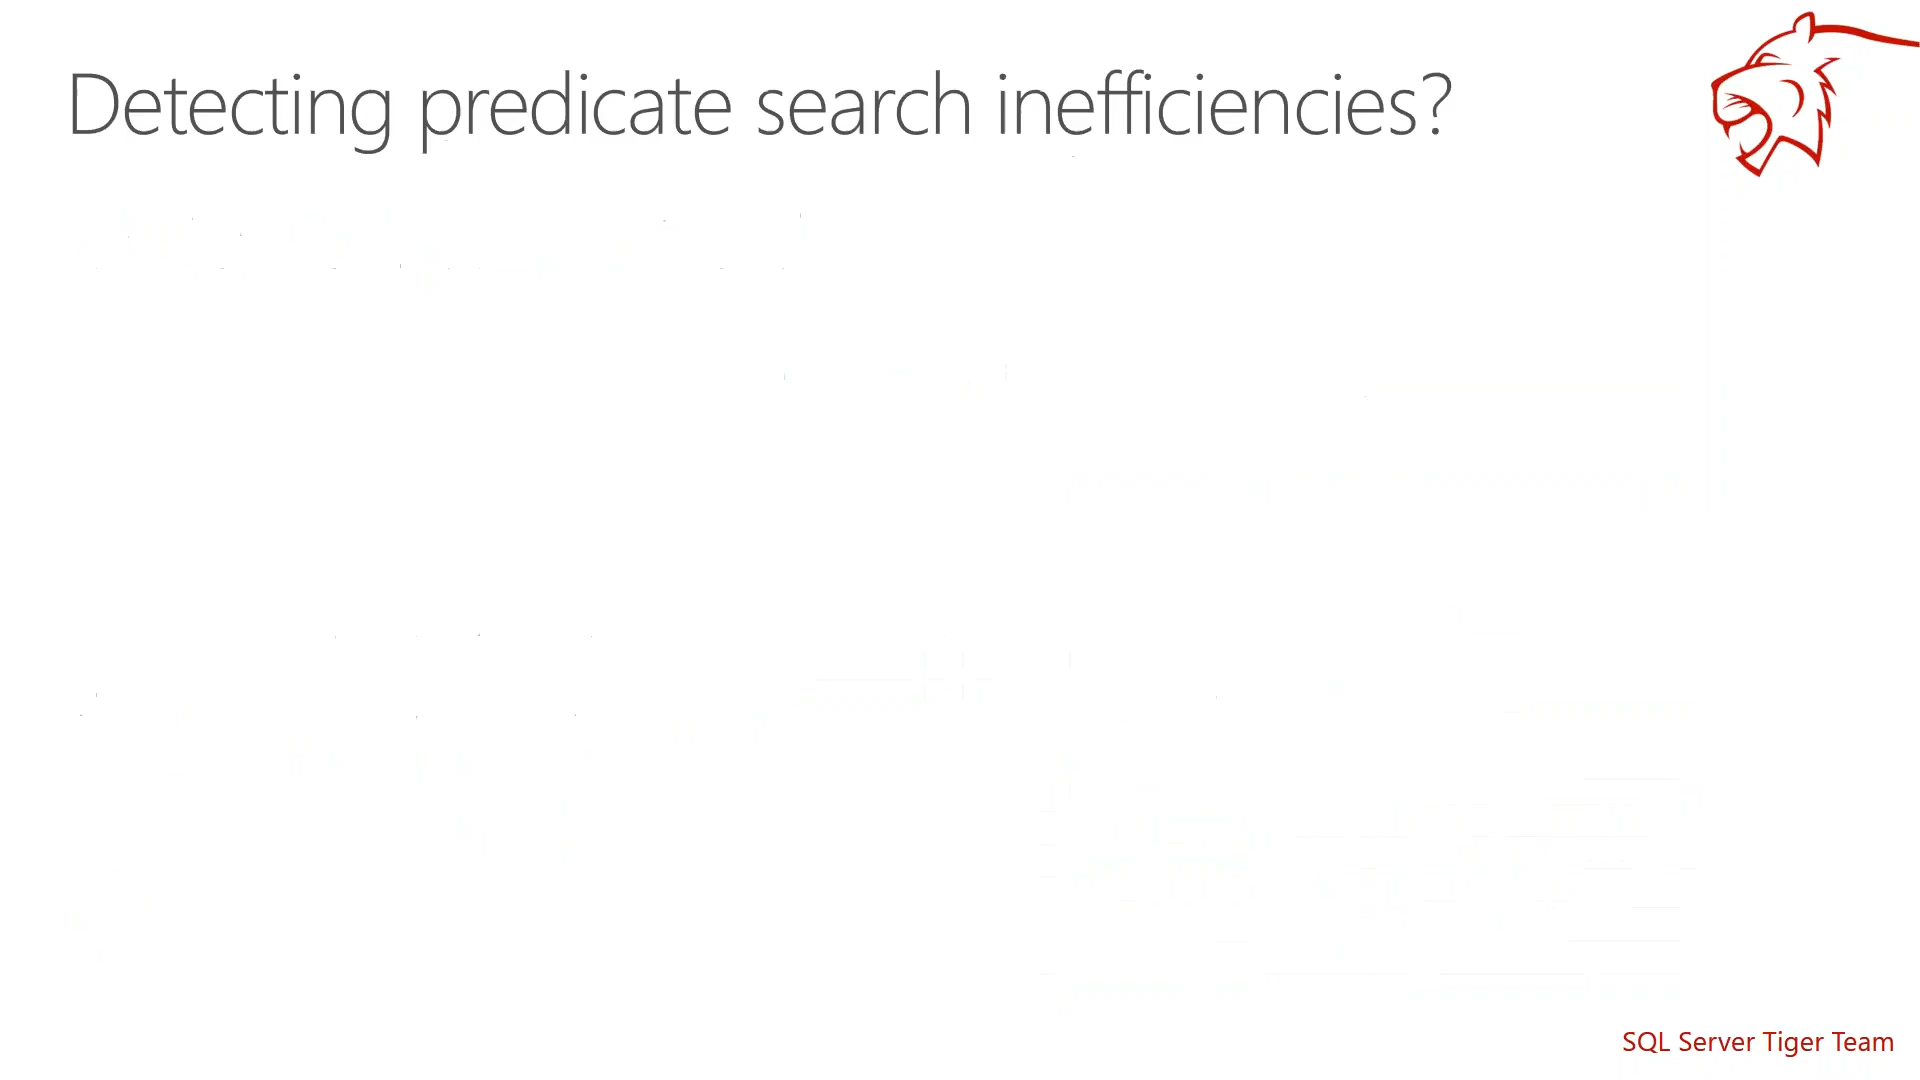 Detecting predicate search inefficiencies?
SQL Server Tiger Team